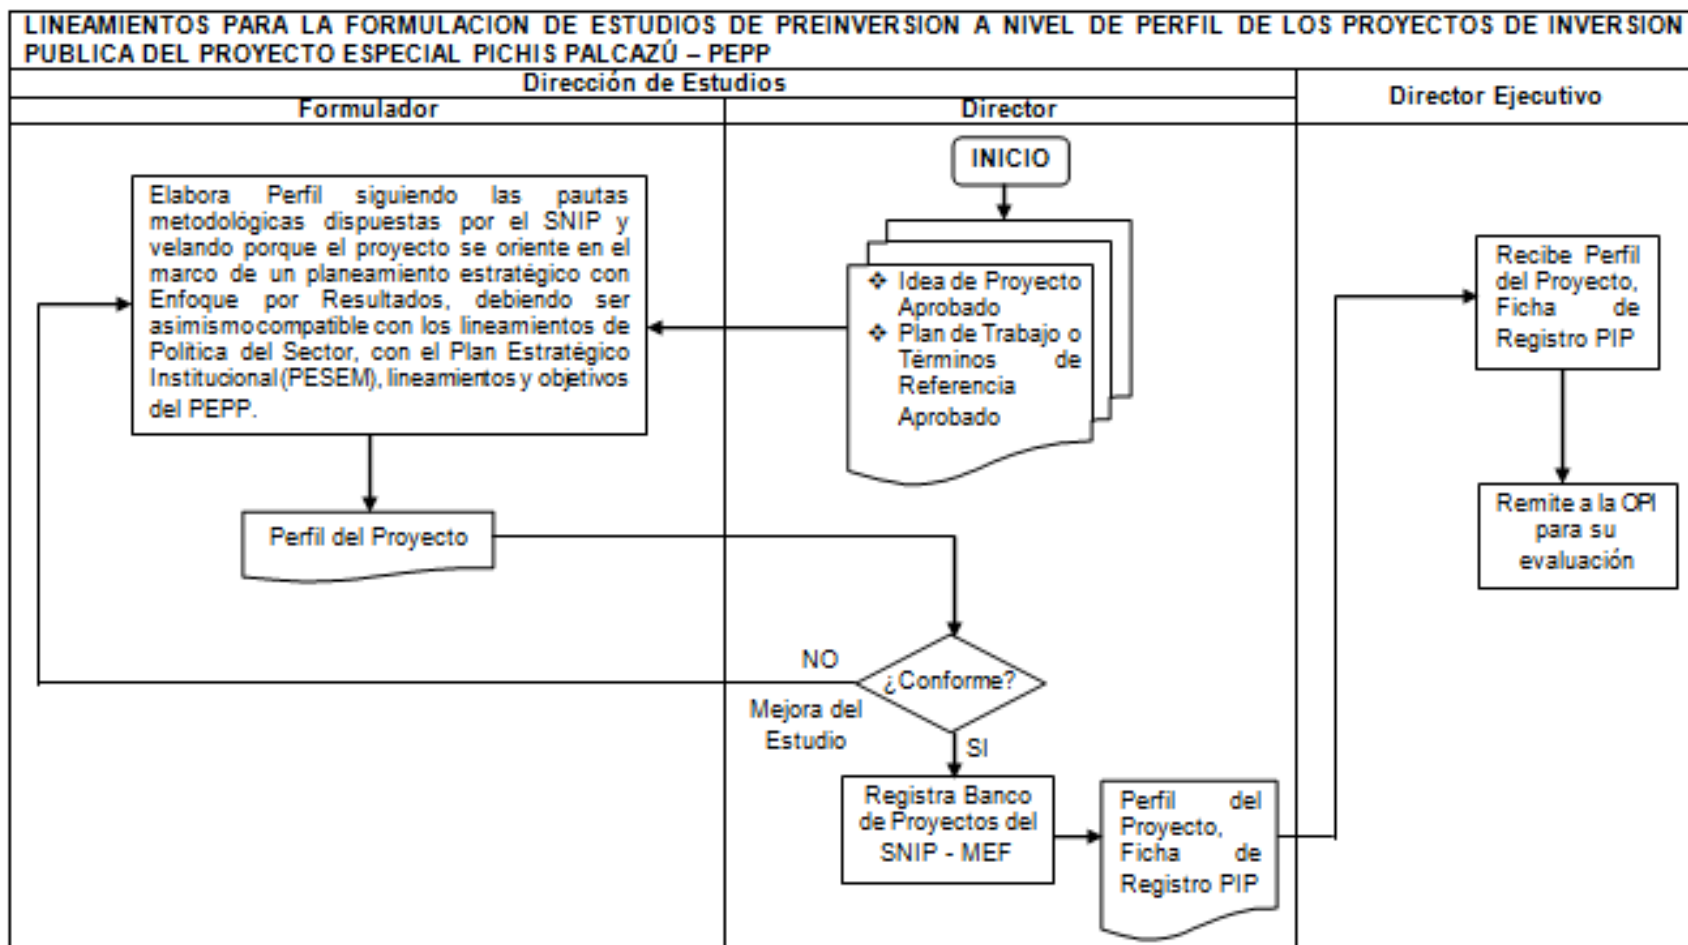 LINEAMIENTOS PARA LA FORMULACION DE ESTUDIOS DE PREINVERSION A NIVEL DE PERFIL DE LOS PROYECTOS DE INVERSION
PUBLICA DEL PROYECTO ESPECIAL PICHIS PALCAZÚ – PEPP
Dirección de Estudios
Formulador
Director
Director Ejecutivo
INICIO
Elabora Perfil siguiendo las pautas
metodológicas dispuestas por el SNIP y
velando porque el proyecto se oriente en el
marco de un planeamiento estratégico con
Enfoque por Resultados, debiendo ser
asimismo compatible con los lineamientos de
Política del Sector, con el Plan Estratégico
Institucional (PESEM), lineamientos y objetivos
del PEPP.
❖ Idea de Proyecto
Aprobado
❖ Plan de Trabajo o
Términos de
Referencia
Aprobado
Recibe Perfil
del Proyecto,
Ficha de
Registro PIP
Remite a la OPI
para su
evaluación
Perfil del Proyecto
NO
¿Conforme?
Mejora del
Estudio
SI
Registra Banco
de Proyectos del
SNIP - MEF
Perfil del
Proyecto,
Ficha de
Registro PIP